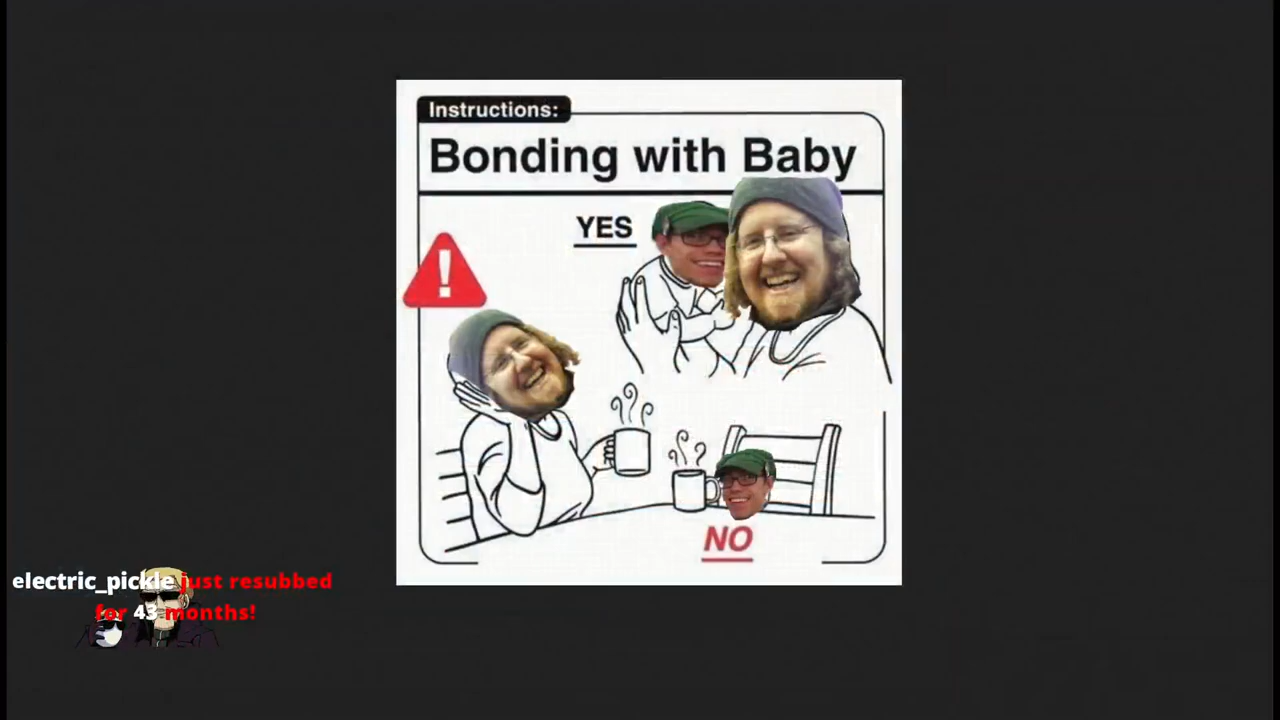 Instructions:
Bonding with Baby
YES
!
NO
electric_pickle just resubbed
for 43 months!